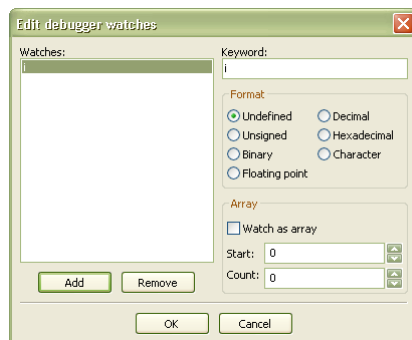 Edit debugger watches
Watches:
i
Keyword:
i
Format
Undefined
Decimal
Unsigned
Hexadecimal
Binary
Character
Floating point
Array
Watch as array
Start: 0
Count: 0
Add
Remove
OK
Cancel